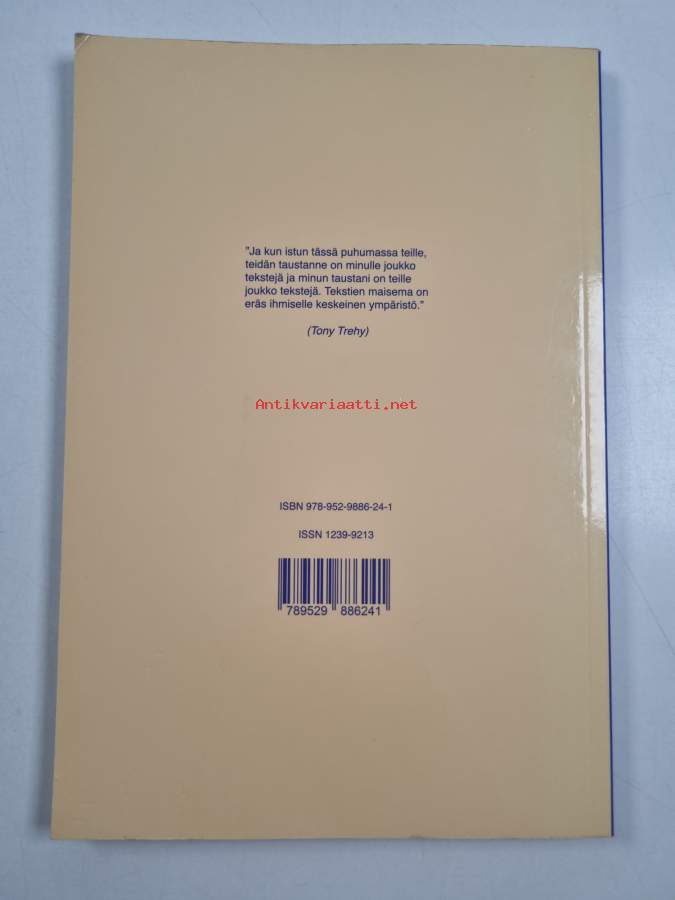 "Ja kun istun tässä puhumassa teille,
teidän taustanne on minulle joukko
tekstejä ja minun taustani on teille
joukko tekstejä. Tekstien maisema on
eräs ihmiselle keskeinen ympäristö."
(Tony Trehy)
Antikvariaatti.net
ISBN 978-952-9886-24-1
ISSN 1239-9213
789529 886241